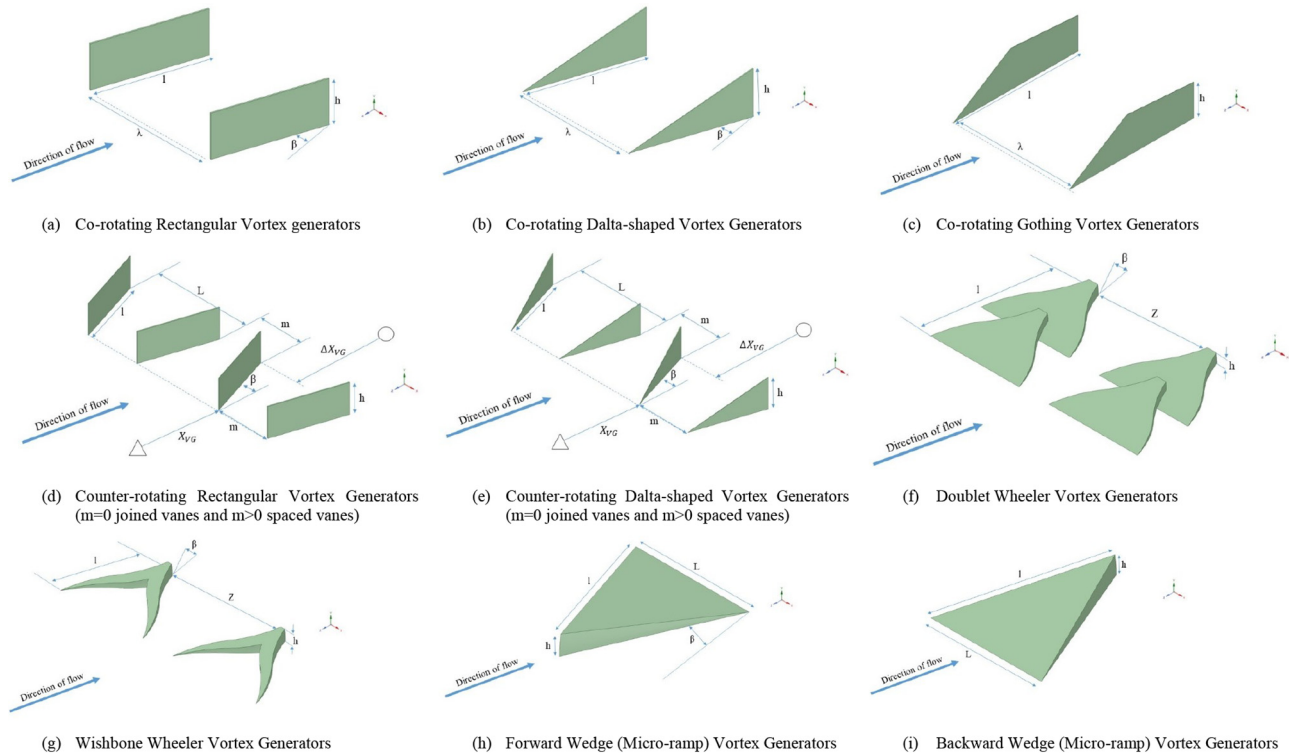 l
h
λ
β
Direction of flow
(a) Co-rotating Rectangular Vortex generators
l
h
λ
β
Direction of flow
(b) Co-rotating Dalta-shaped Vortex Generators
l
h
λ
Direction of flow
(c) Co-rotating Gothing Vortex Generators
L
l
m
ΔX_VG
β
h
Direction of flow
X_VG
m
(d) Counter-rotating Rectangular Vortex Generators
(m=0 joined vanes and m>0 spaced vanes)
L
l
m
ΔX_VG
β
h
Direction of flow
X_VG
m
(e) Counter-rotating Dalta-shaped Vortex Generators
(m=0 joined vanes and m>0 spaced vanes)
β
l
Z
h
Direction of flow
(f) Doublet Wheeler Vortex Generators
β
l
Z
h
Direction of flow
(g) Wishbone Wheeler Vortex Generators
l
L
h
β
Direction of flow
(h) Forward Wedge (Micro-ramp) Vortex Generators
l
h
L
Direction of flow
(i) Backward Wedge (Micro-ramp) Vortex Generators